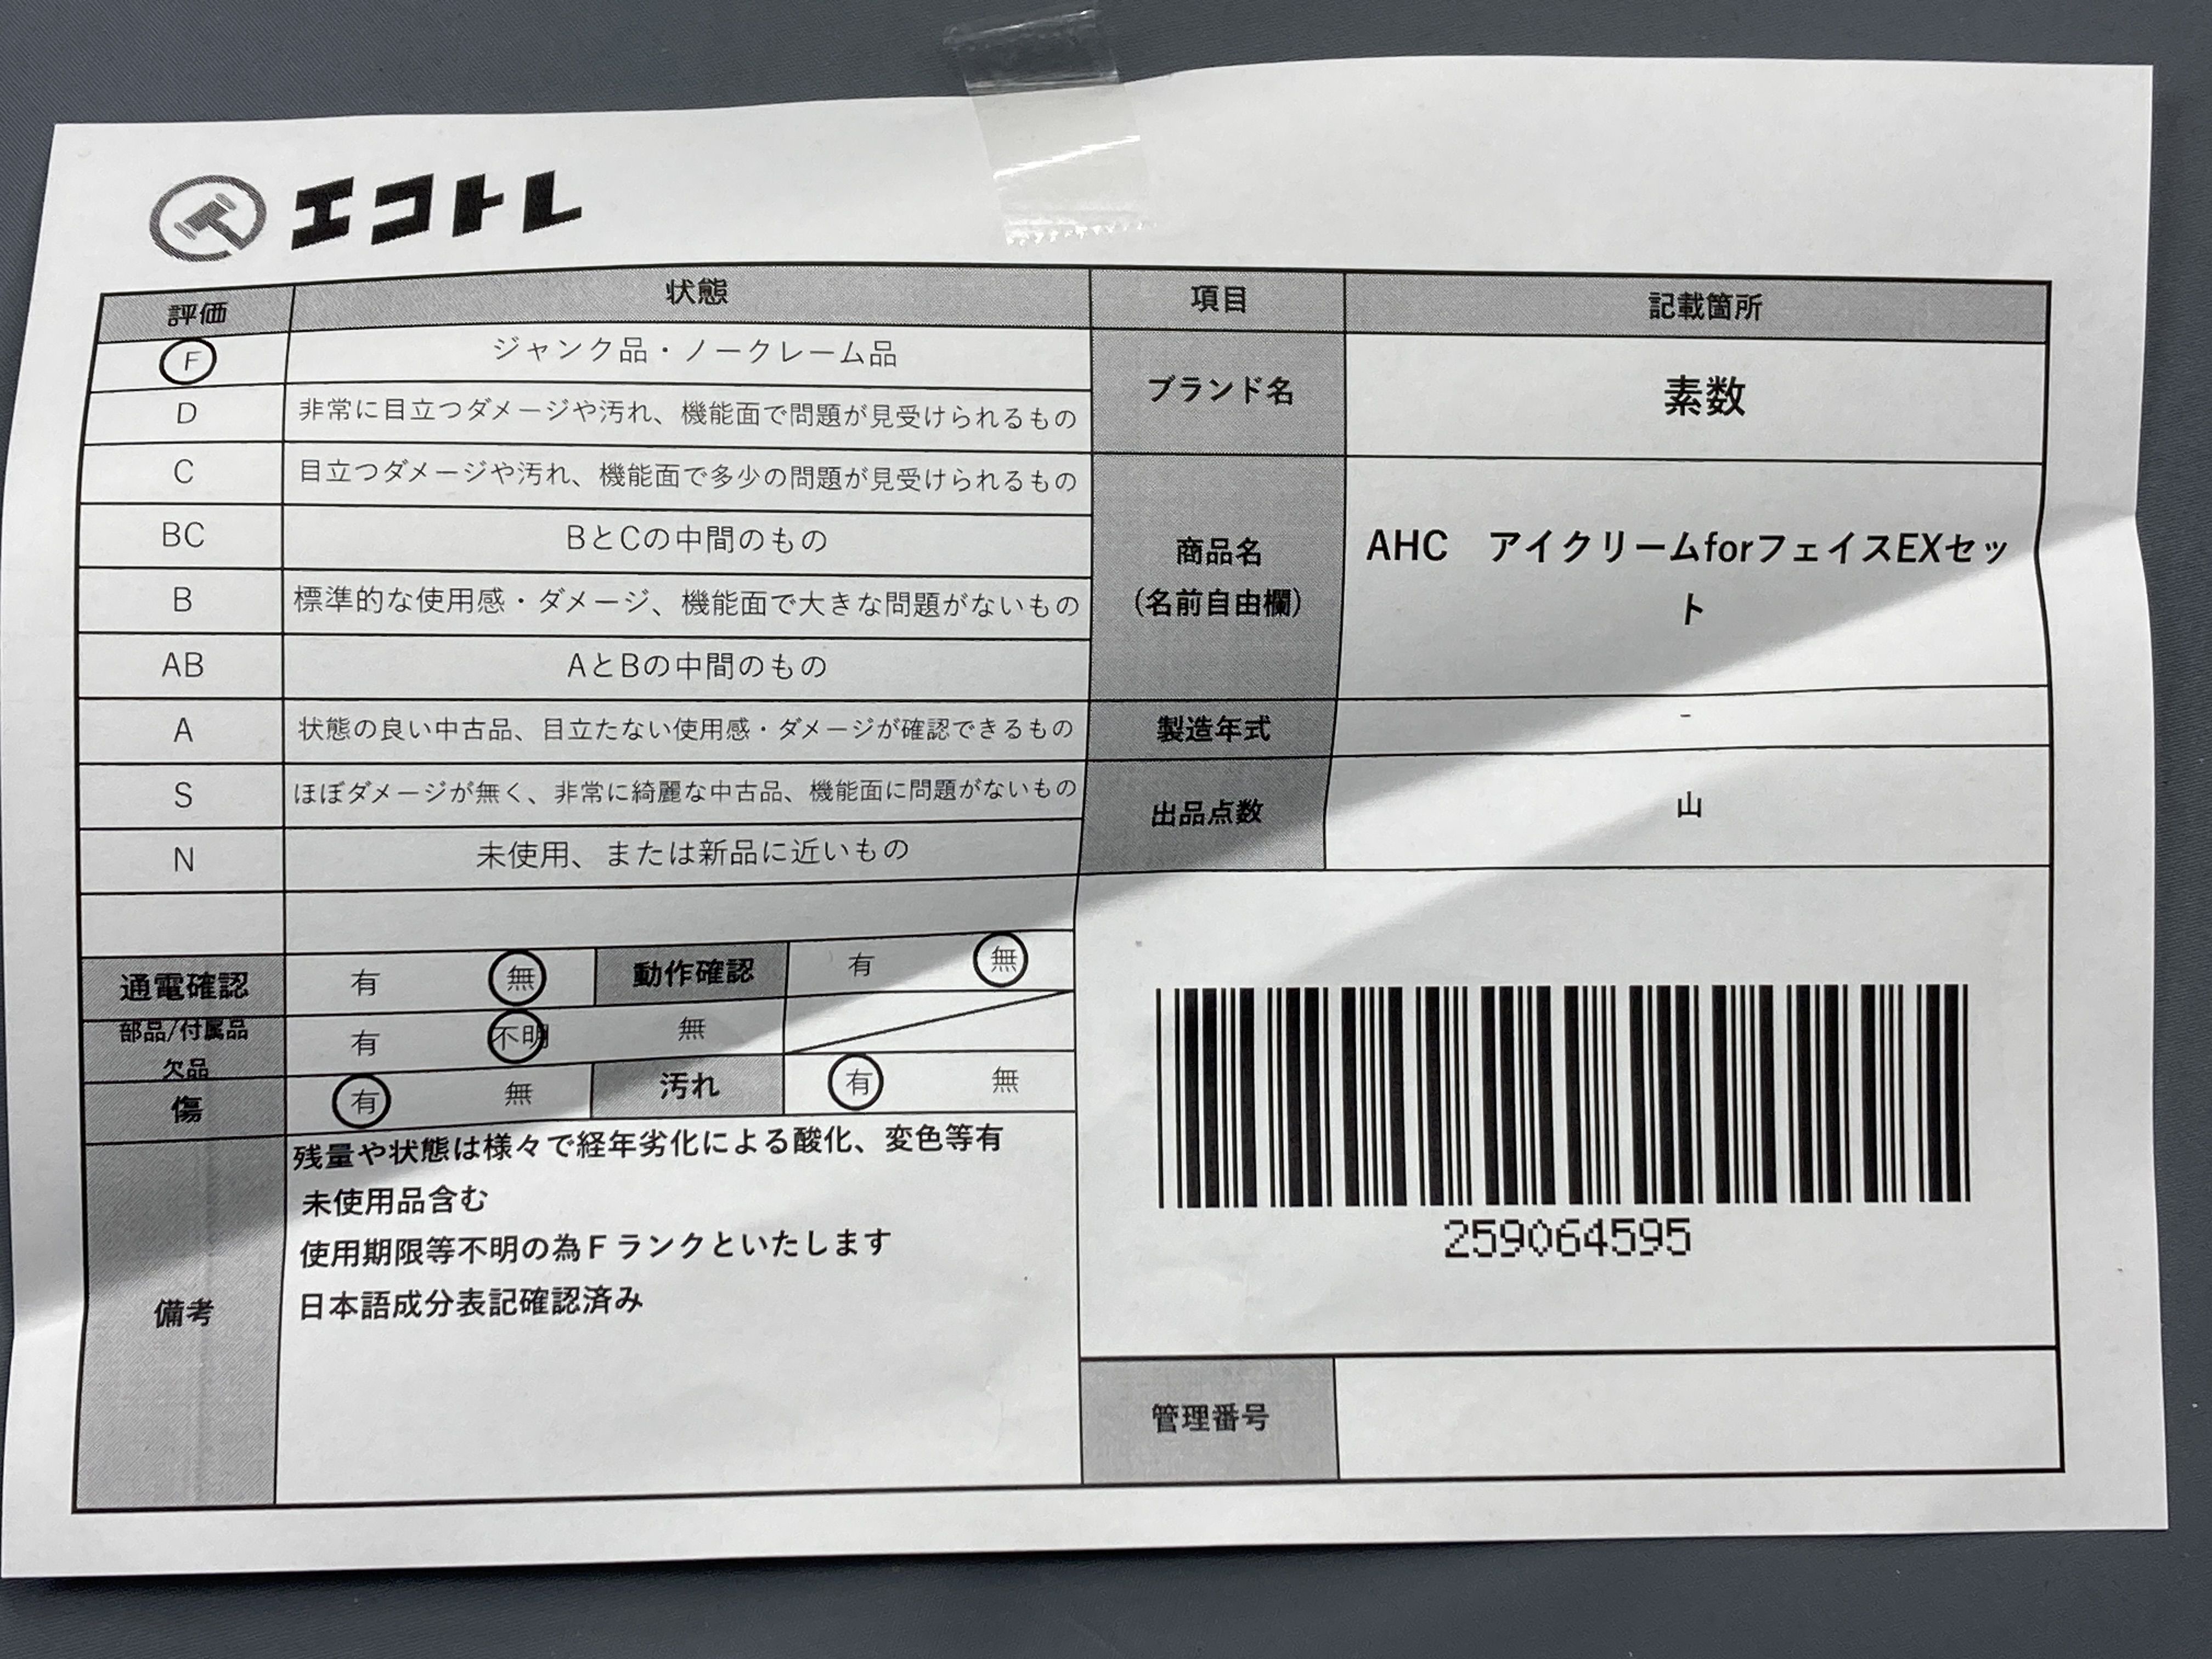 エコトレ
評価 状態
F ジャンク品・ノークレーム品
D 非常に目立つダメージや汚れ、機能面で問題が見受けられるもの
C 目立つダメージや汚れ、機能面で多少の問題が見受けられるもの
BC BとCの中間のもの
B 標準的な使用感・ダメージ、機能面で大きな問題がないもの
AB AとBの中間のもの
A 状態の良い中古品、目立たない使用感・ダメージが確認できるもの
S ほぼダメージが無く、非常に綺麗な中古品、機能面に問題がないもの
N 未使用、または新品に近いもの
通電確認 有 無 動作確認 有 無
部品/付属品 有 不明 無
欠品
傷 有 無 汚れ 有 無
備考
残量や状態は様々で経年劣化による酸化、変色等有
未使用品含む
使用期限等不明の為Fランクといたします
日本語成分表記確認済み
項目 記載箇所
ブランド名 素数
商品名
(名前自由欄)
AHC アイクリームforフェイスEXセッ
ト
製造年式 -
出品点数 山
259064595
管理番号